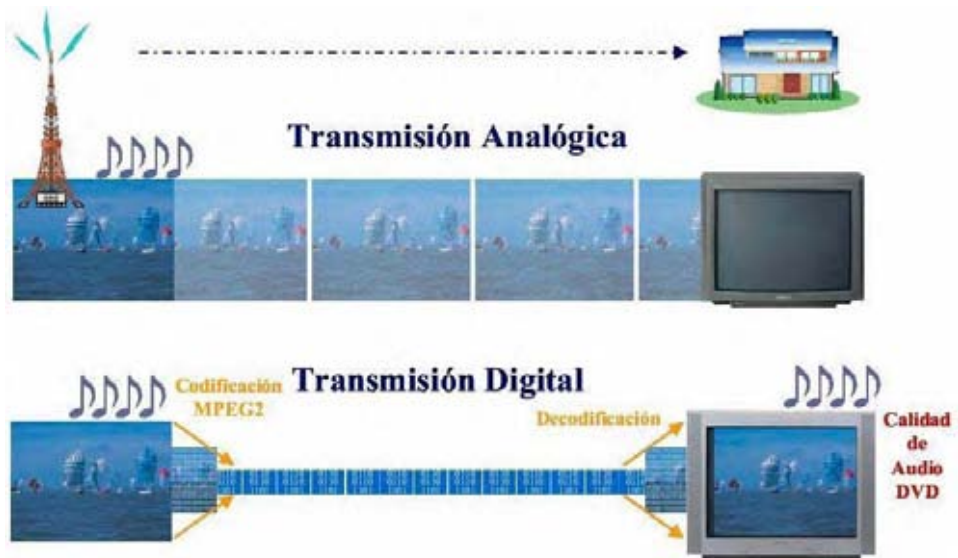 Transmisión Analógica
Transmisión Digital
Codificación
MPEG2
Decodificación
Calidad
de
Audio
DVD